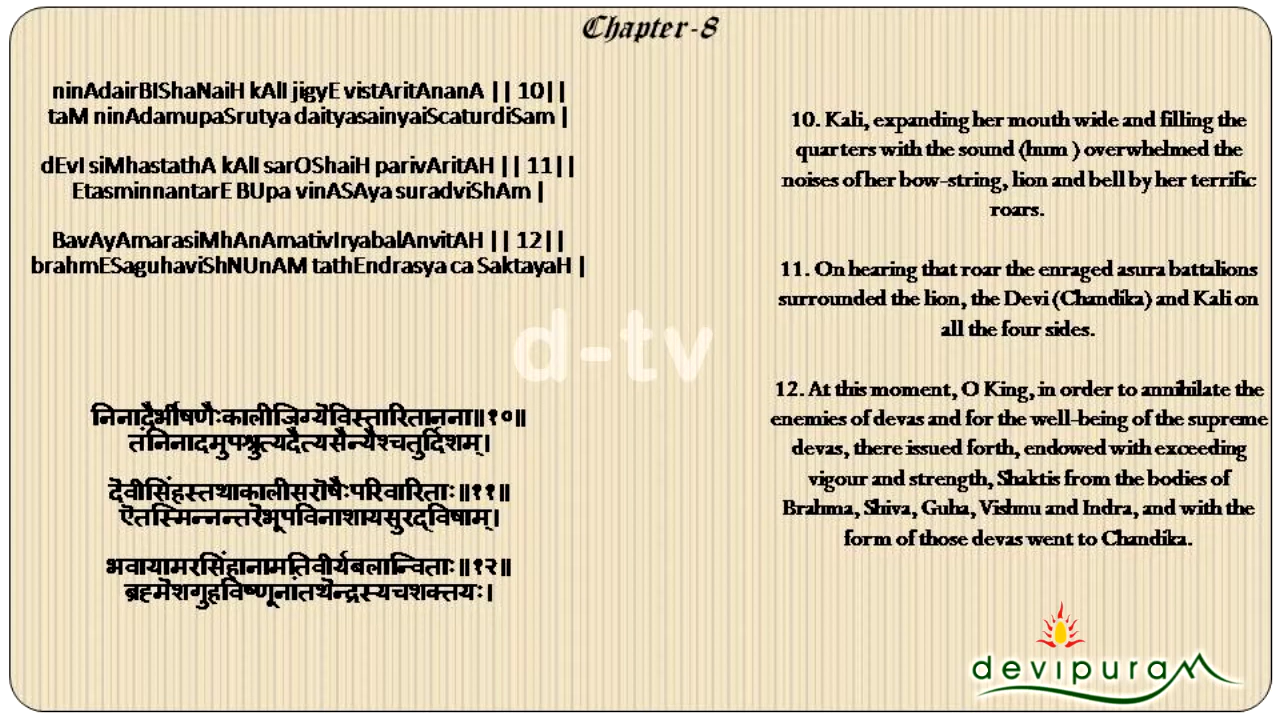 Chapter-8
ninAdairBIShaNaiH kAlI jigyE vistAritAnanA || 10||
taM ninAdamupaSrutya daityasainyaiScaturdiSam |
dEvI siMhastathA kAlI sarOShaiH parivAritAH || 11||
EtasminnantarE BUpa vinASAya suradviShAm |
BavAyAmarasiMhAnAmativIryabalAnvitAH || 12||
brahmESaguhaviShNUnAM tathEndrasya ca SaktayaH |
निनादैर्भीषणैःकालीजिग्यॆविस्तारितानना॥१०॥
तंनिनादमुपश्रुत्यदैत्यसैन्यैश्चतुर्दिशम्।
दॆवीसिंहस्तथाकालीसरॊषैःपरिवारिताः॥११॥
ऎतस्मिन्नन्तरॆभूपविनाशायसुरद्विषाम्।
भवायामरसिंहानामतिवीर्यबलान्विताः॥१२॥
ब्रह्मॆशगुहविष्णूनांतथॆन्द्रस्यचशक्तयः।
10. Kali, expanding her mouth wide and filling the
quarters with the sound (hum ) overwhelmed the
noises of her bow-string, lion and bell by her terrific
roars.
11. On hearing that roar the enraged asura battalions
surrounded the lion, the Devi (Chandika) and Kali on
all the four sides.
12. At this moment, O King, in order to annihilate the
enemies of devas and for the well-being of the supreme
devas, there issued forth, endowed with exceeding
vigour and strength, Shaktis from the bodies of
Brahma, Shiva, Guha, Vishnu and Indra, and with the
form of those devas went to Chandika.
d-tv
devipuram